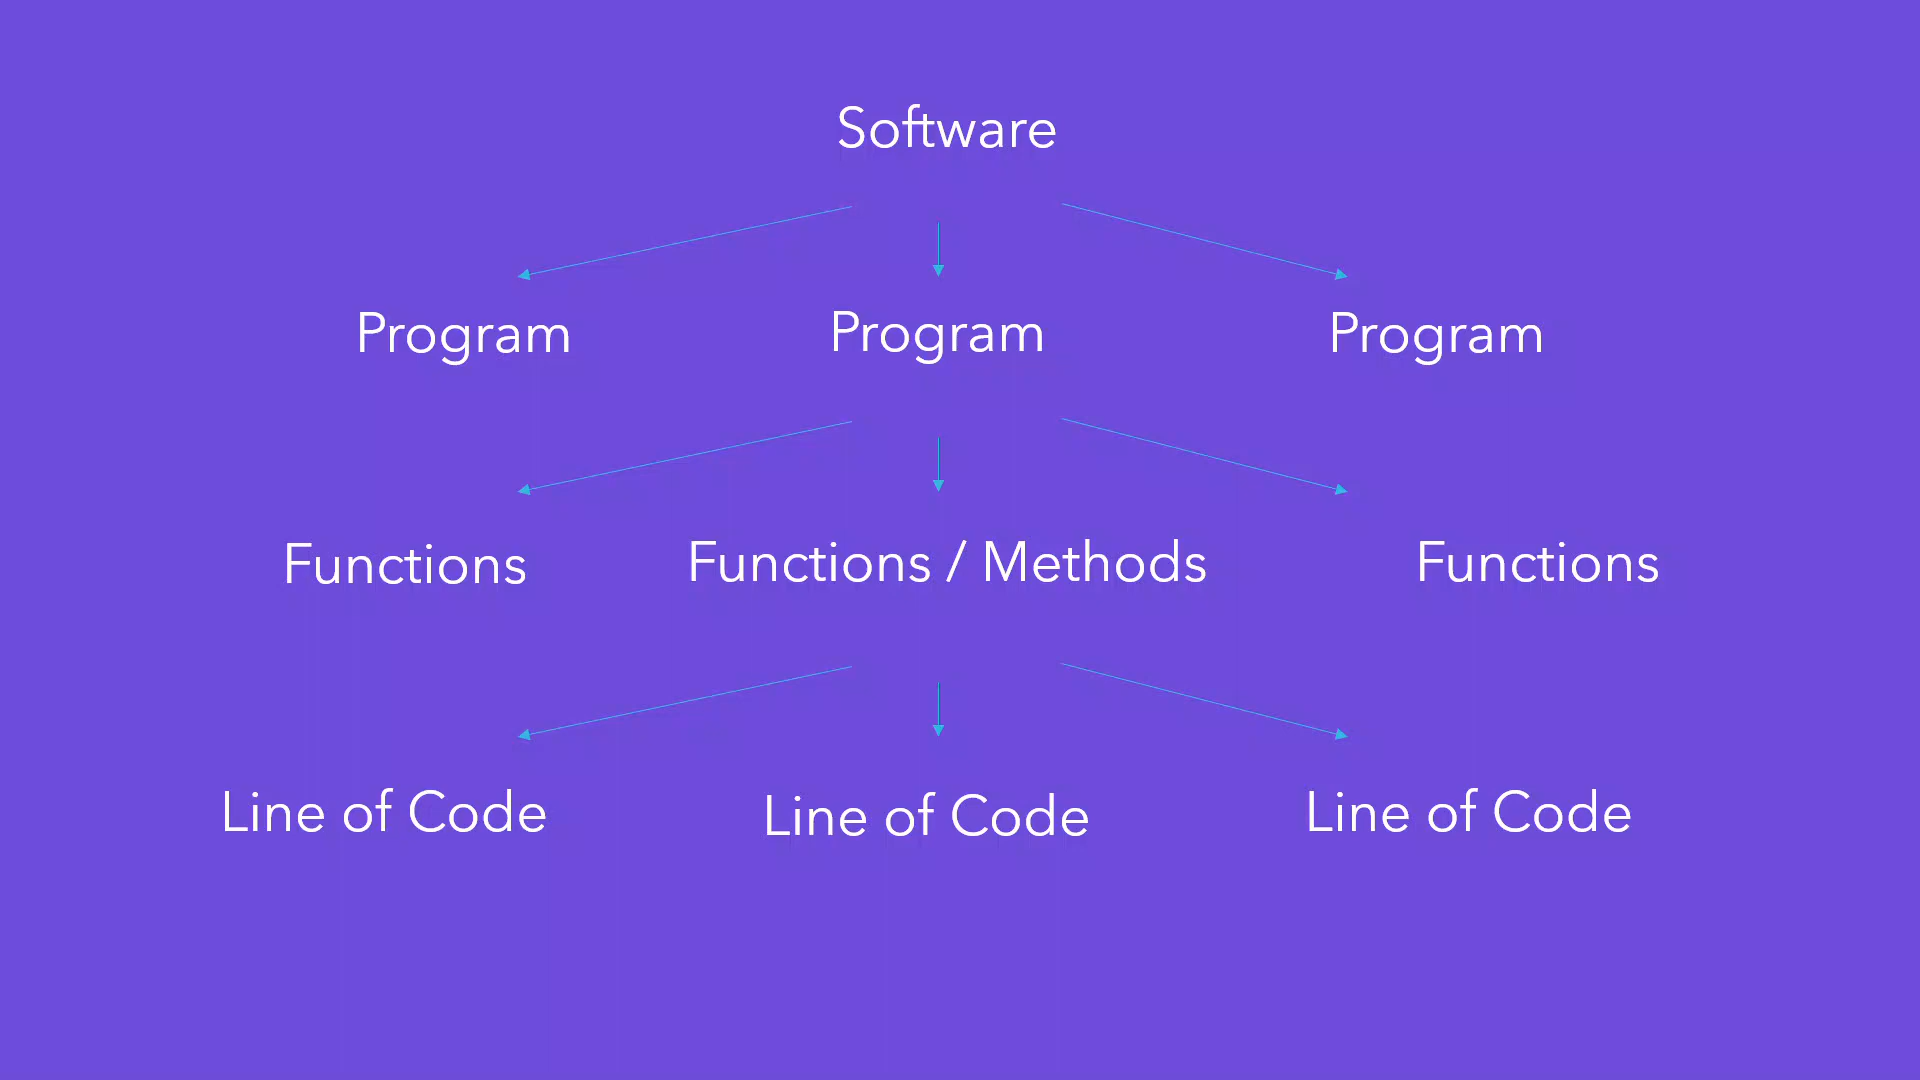 Software
Program Program Program
Functions Functions / Methods Functions
Line of Code Line of Code Line of Code